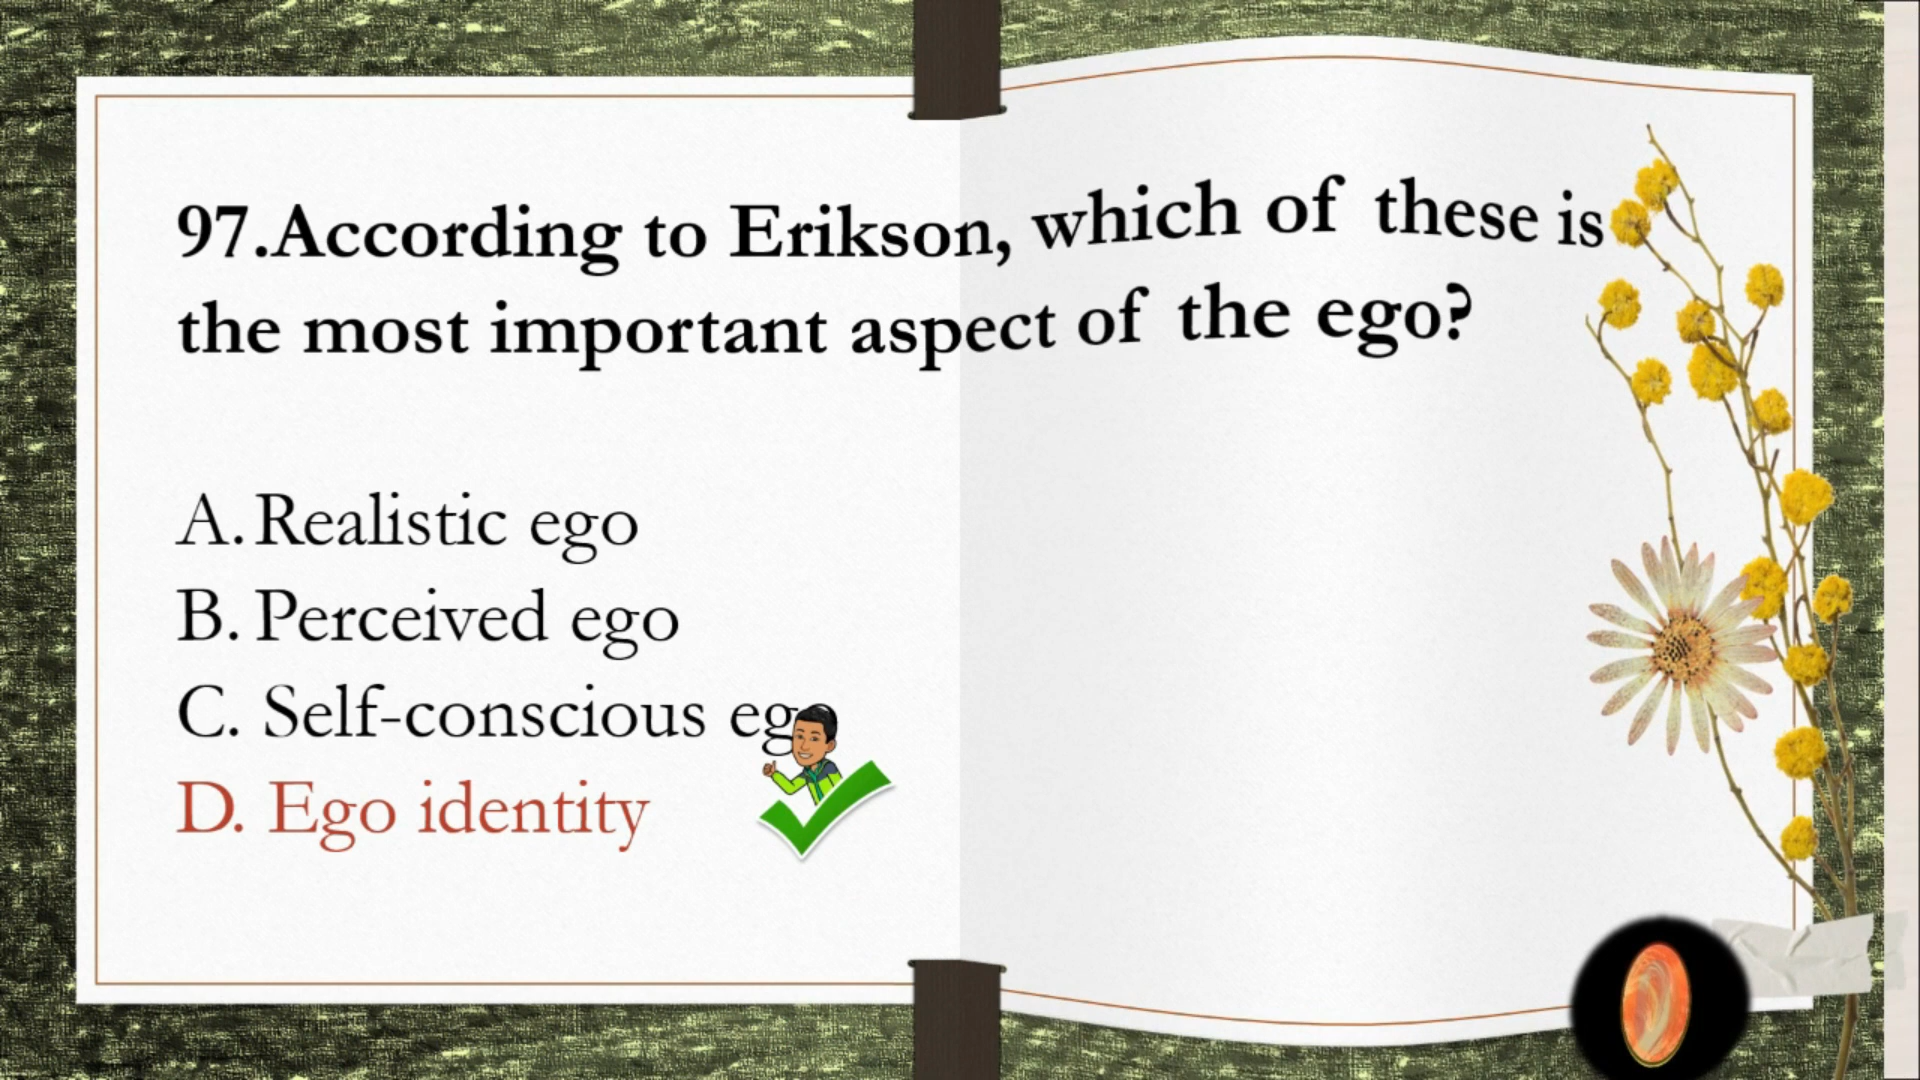 97.According to Erikson, which of these is
the most important aspect of the ego?
A. Realistic ego
B. Perceived ego
C. Self-conscious ego
D. Ego identity